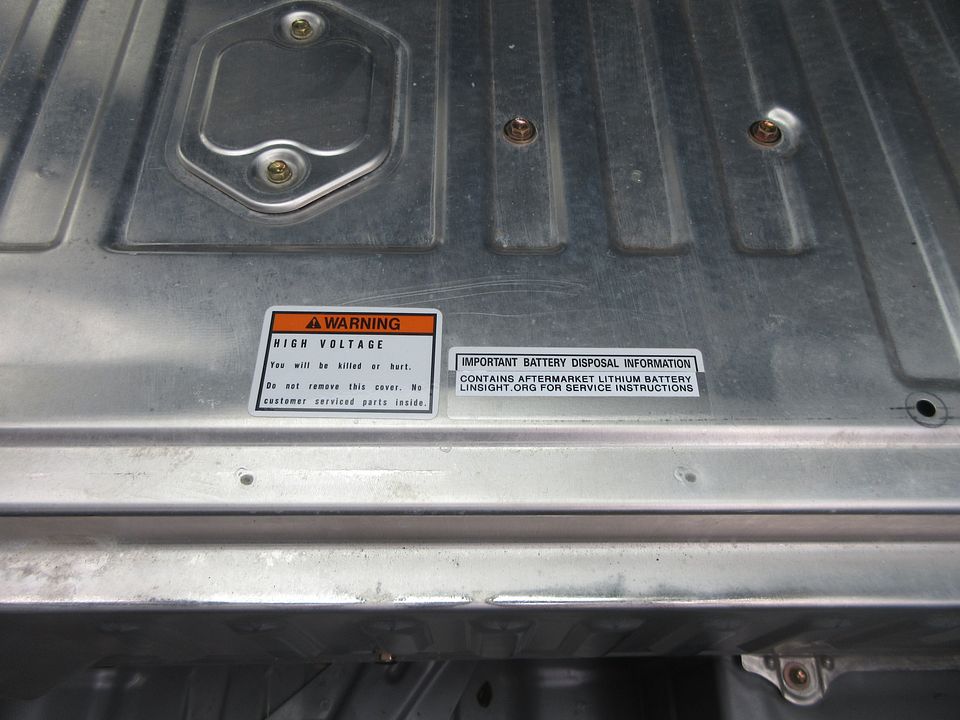 WARNING
HIGH VOLTAGE
You will be killed or hurt.
Do not remove this cover. No
customer serviced parts inside.
IMPORTANT BATTERY DISPOSAL INFORMATION
CONTAINS AFTERMARKET LITHIUM BATTERY
LINSIGHT.ORG FOR SERVICE INSTRUCTIONS